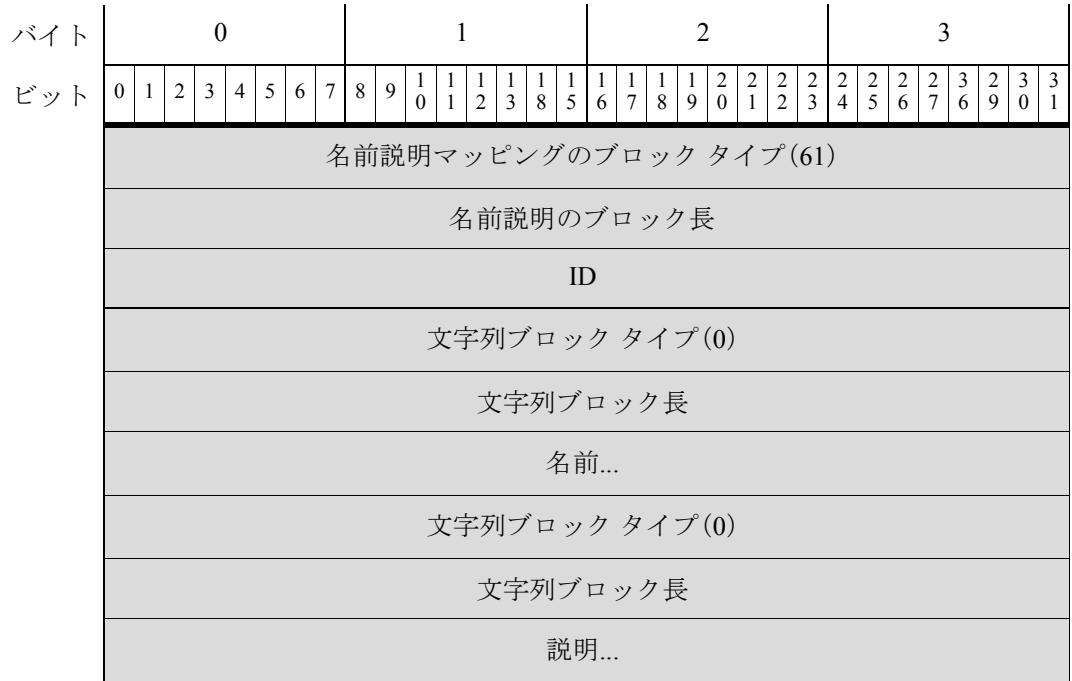 バイト 0 1 2 3
ビット 0 1 2 3 4 5 6 7 8 9 10 11 12 13 18 15 16 17 18 19 20 21 22 23 24 25 26 27 36 29 30 31
名前説明マッピングのブロック タイプ(61)
名前説明のブロック長
ID
文字列ブロック タイプ(0)
文字列ブロック長
名前...
文字列ブロック タイプ(0)
文字列ブロック長
説明...